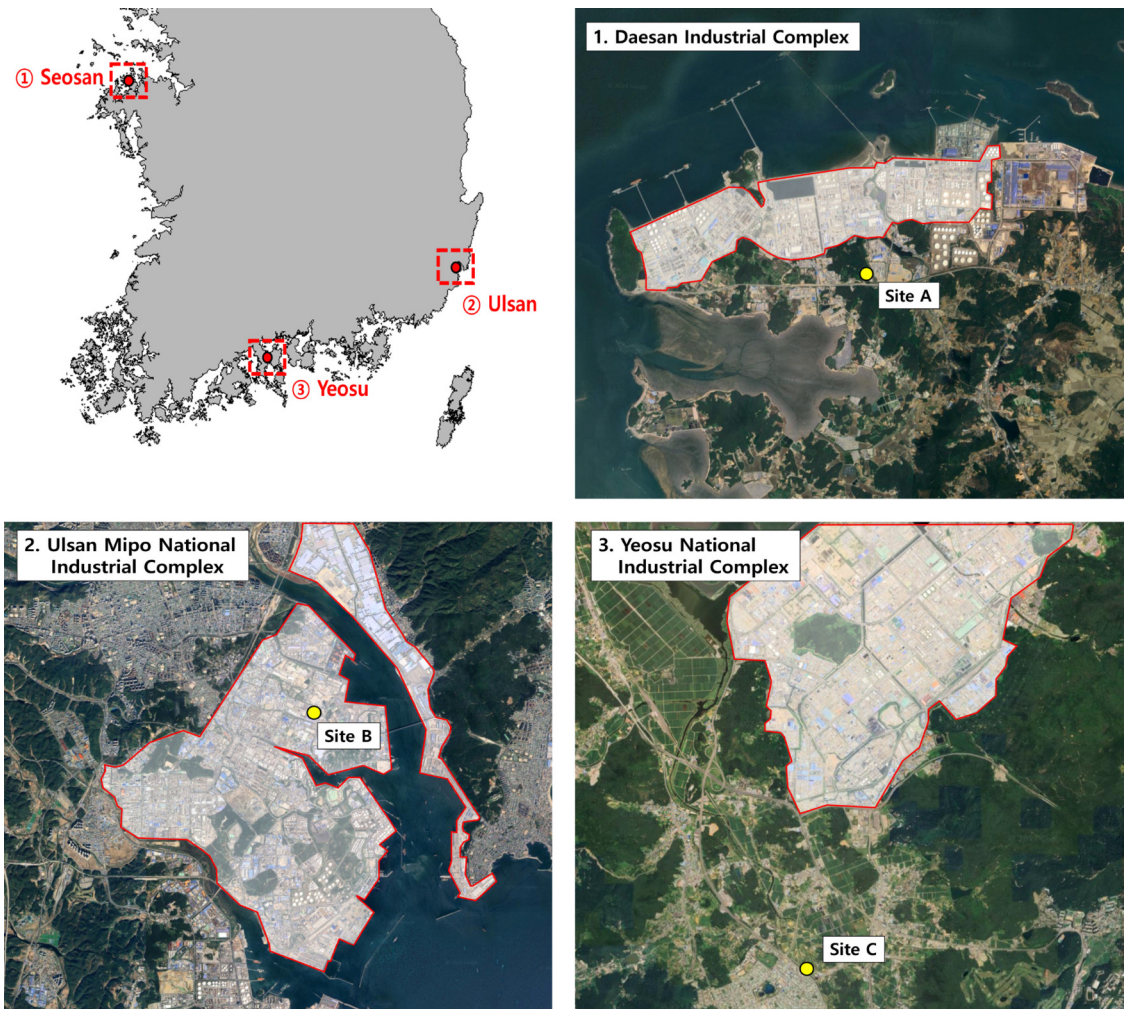 ① Seosan
② Ulsan
③ Yeosu
1. Daesan Industrial Complex
Site A
2. Ulsan Mipo National
Industrial Complex
Site B
3. Yeosu National
Industrial Complex
Site C